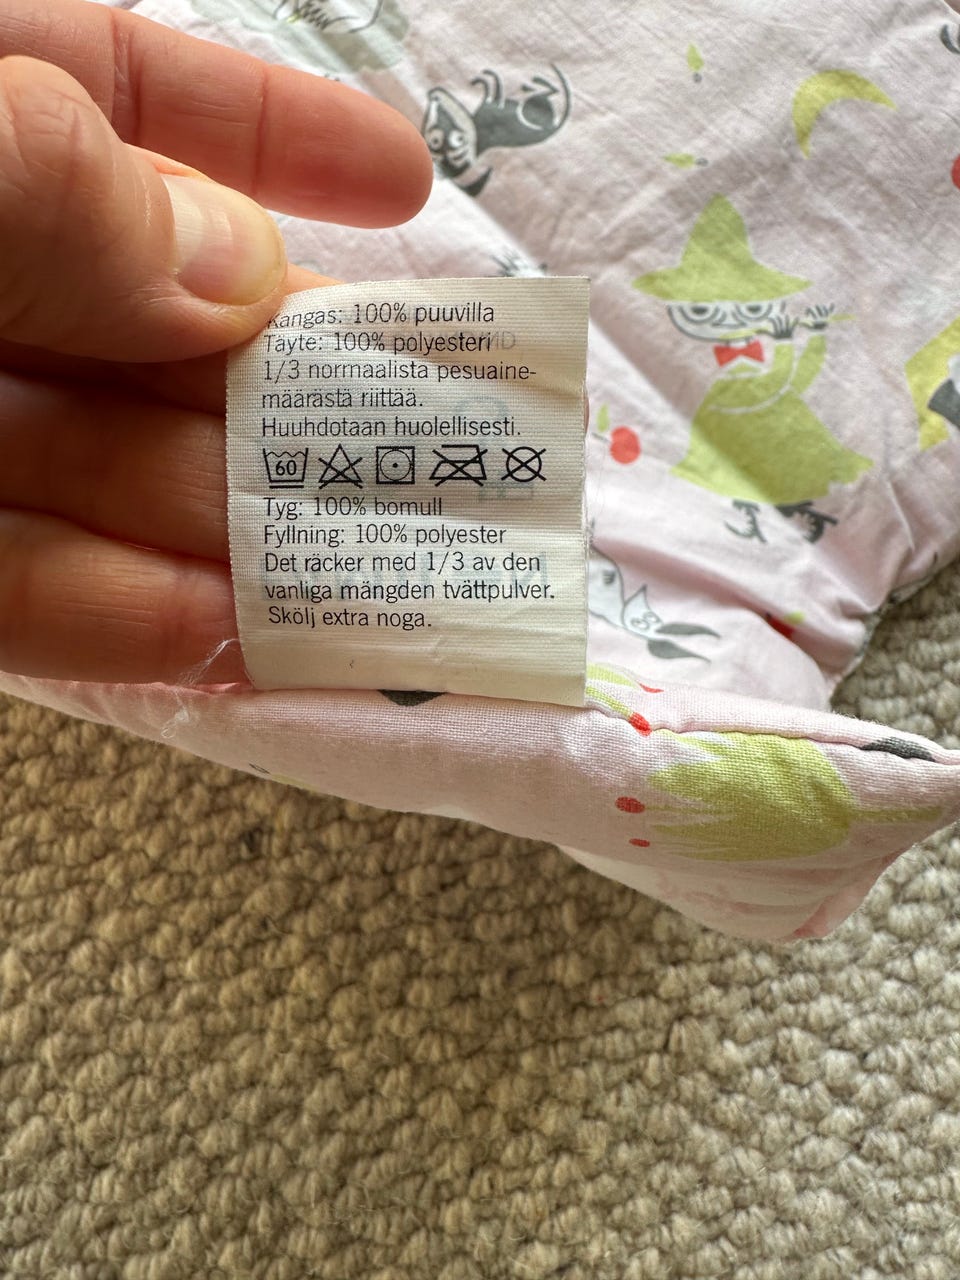 Kangas: 100% puuvilla
Täyte: 100% polyesteri
1/3 normaalista pesuaine-
määrästä riittää.
Huuhdotaan huolellisesti.
60
Tyg: 100% bomull
Fyllning: 100% polyester
Det räcker med 1/3 av den
vanliga mängden tvättpulver.
Skölj extra noga.